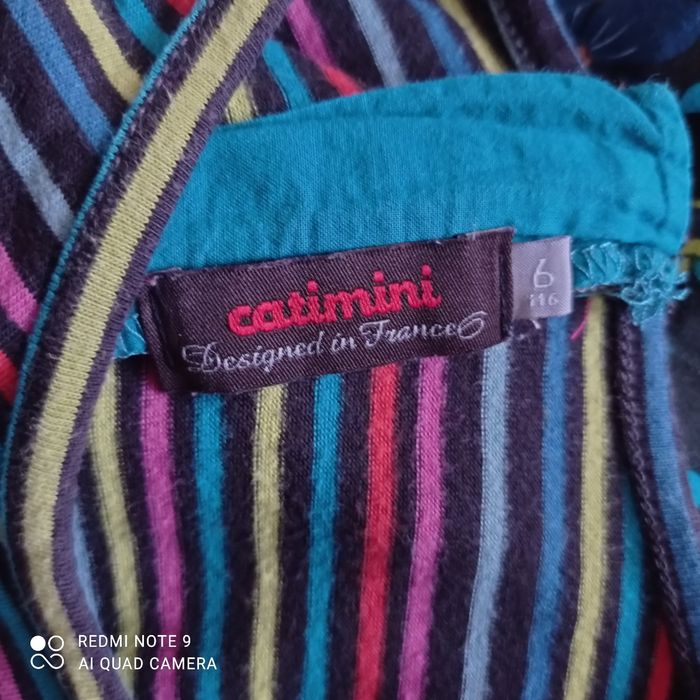 catimini
Designed in France
6
116
REDMI NOTE 9
AI QUAD CAMERA